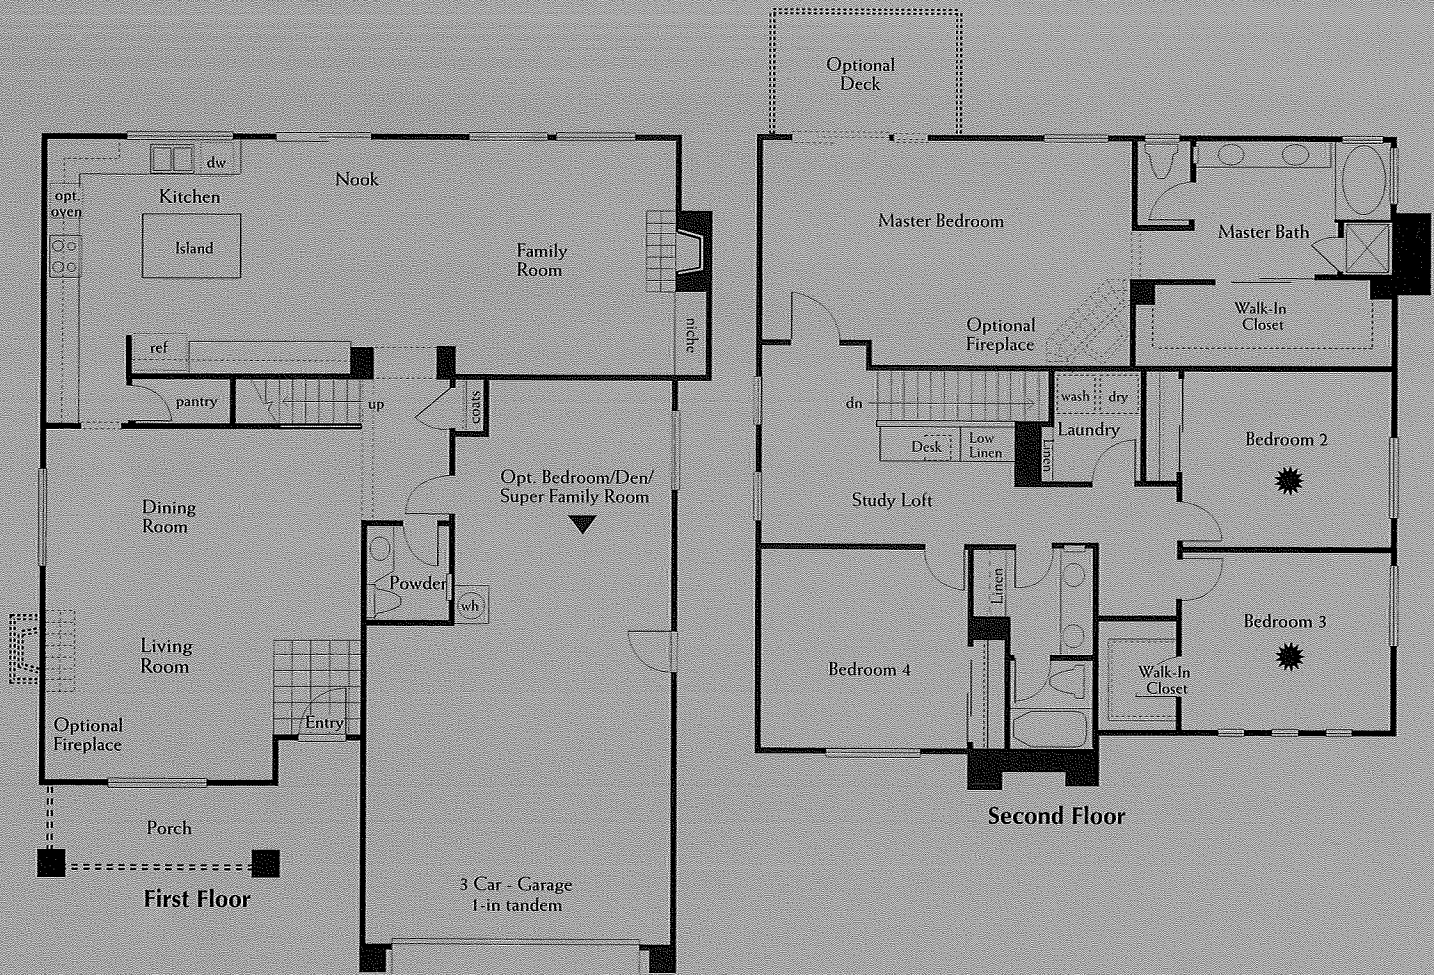 opt.
oven
dw
Kitchen
Island
Nook
Family
Room
niche
ref
pantry
up
coats
Dining
Room
Opt. Bedroom/Den/
Super Family Room
Powder
wh
Living
Room
Entry
Optional
Fireplace
Porch
3 Car - Garage
1-in tandem
First Floor
Optional
Deck
Master Bedroom
Master Bath
Optional
Fireplace
Walk-In
Closet
dn
wash
dry
Laundry
Desk
Low
Linen
Linen
Study Loft
Bedroom 2
Linen
Bedroom 4
Bedroom 3
Walk-In
Closet
Second Floor